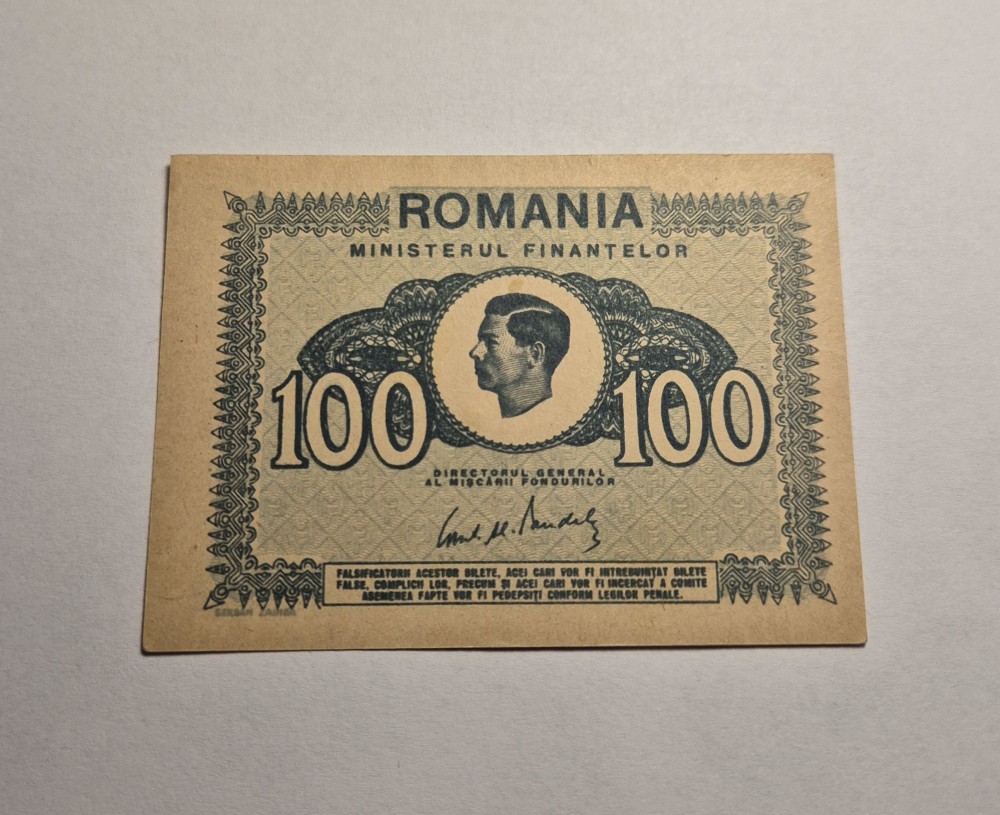 ROMANIA
MINISTERUL FINANȚELOR
100 100
DIRECTORUL GENERAL
AL MIȘCĂRII FONDURILOR
FALSIFICATORII ACESTOR BILETE, ACEI CARI VOR FI INTREBUINȚAT BILETE
FALSE, COMPLICII LOR, PRECUM ȘI ACEI CARI VOR FI INCERCAT A COMITE
ASEMENEA FAPTE VOR FI PEDEPSIȚI CONFORM LEGILOR PENALE.
ȘERBAN ZAINEA